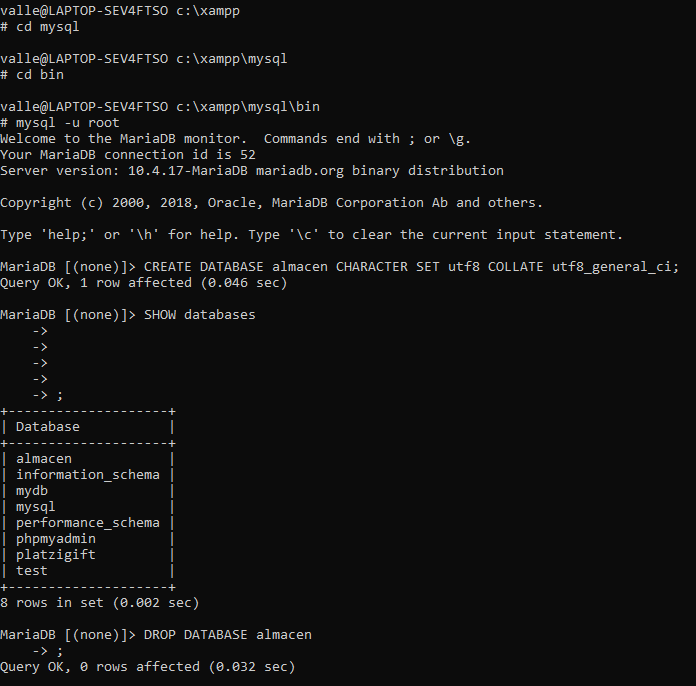 valle@LAPTOP-SEV4FTSO c:\xampp
# cd mysql
valle@LAPTOP-SEV4FTSO c:\xampp\mysql
# cd bin
valle@LAPTOP-SEV4FTSO c:\xampp\mysql\bin
# mysql -u root
Welcome to the MariaDB monitor.  Commands end with ; or \g.
Your MariaDB connection id is 52
Server version: 10.4.17-MariaDB mariadb.org binary distribution
Copyright (c) 2000, 2018, Oracle, MariaDB Corporation Ab and others.
Type 'help;' or '\h' for help. Type '\c' to clear the current input statement.
MariaDB [(none)]> CREATE DATABASE almacen CHARACTER SET utf8 COLLATE utf8_general_ci;
Query OK, 1 row affected (0.046 sec)
MariaDB [(none)]> SHOW databases
    ->
    ->
    ->
    ->
    -> ;
+--------------------+
| Database           |
+--------------------+
| almacen            |
| information_schema |
| mydb               |
| mysql              |
| performance_schema |
| phpmyadmin         |
| platzigift         |
| test               |
+--------------------+
8 rows in set (0.002 sec)
MariaDB [(none)]> DROP DATABASE almacen
    -> ;
Query OK, 0 rows affected (0.032 sec)